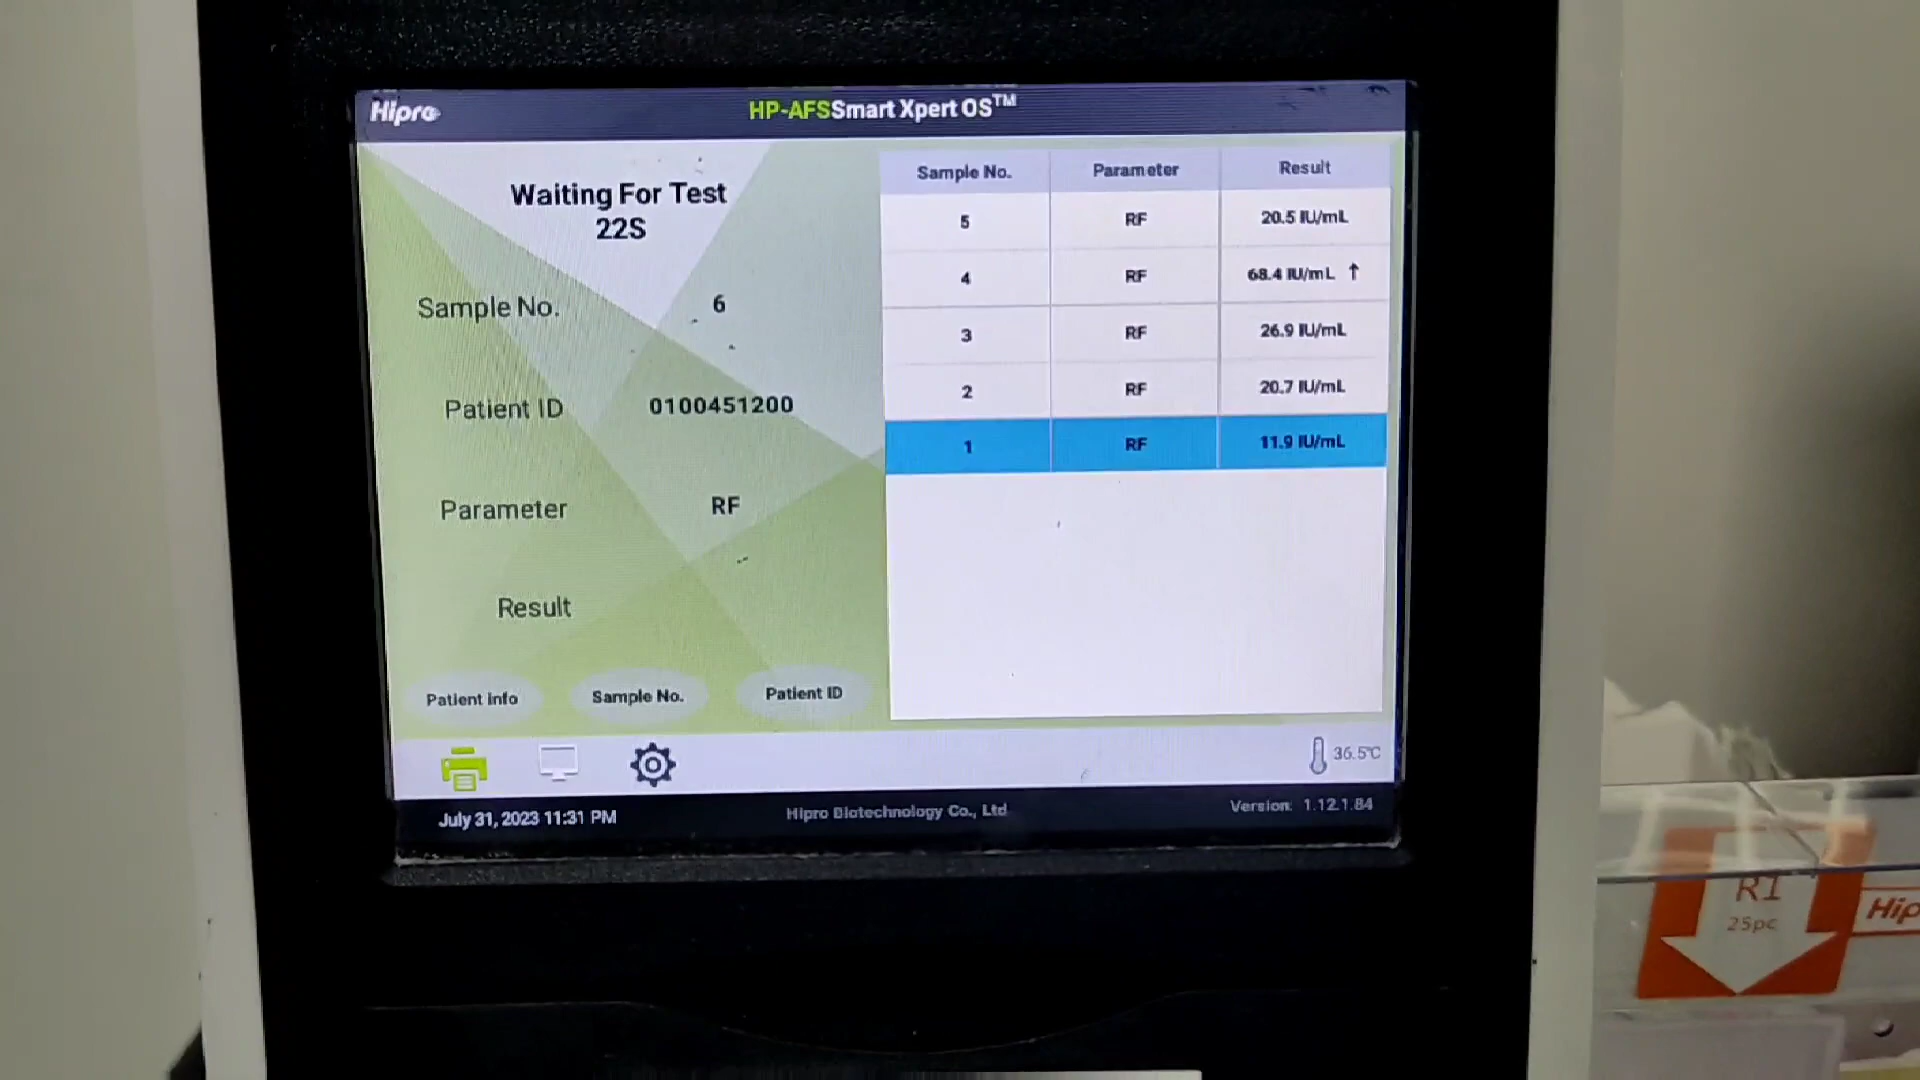 Hipro
HP-AFSSmart Xpert OS™
Waiting For Test
22S
Sample No. 6
Patient ID 0100451200
Parameter RF
Result
Patient info Sample No. Patient ID
Sample No. Parameter Result
5 RF 20.5 IU/mL
4 RF 68.4 IU/mL ↑
3 RF 26.9 IU/mL
2 RF 20.7 IU/mL
1 RF 11.9 IU/mL
36.5℃
July 31, 2023 11:31 PM
Hipro Biotechnology Co., Ltd
Version: 1.12.1.84
R1
25pc
Hip